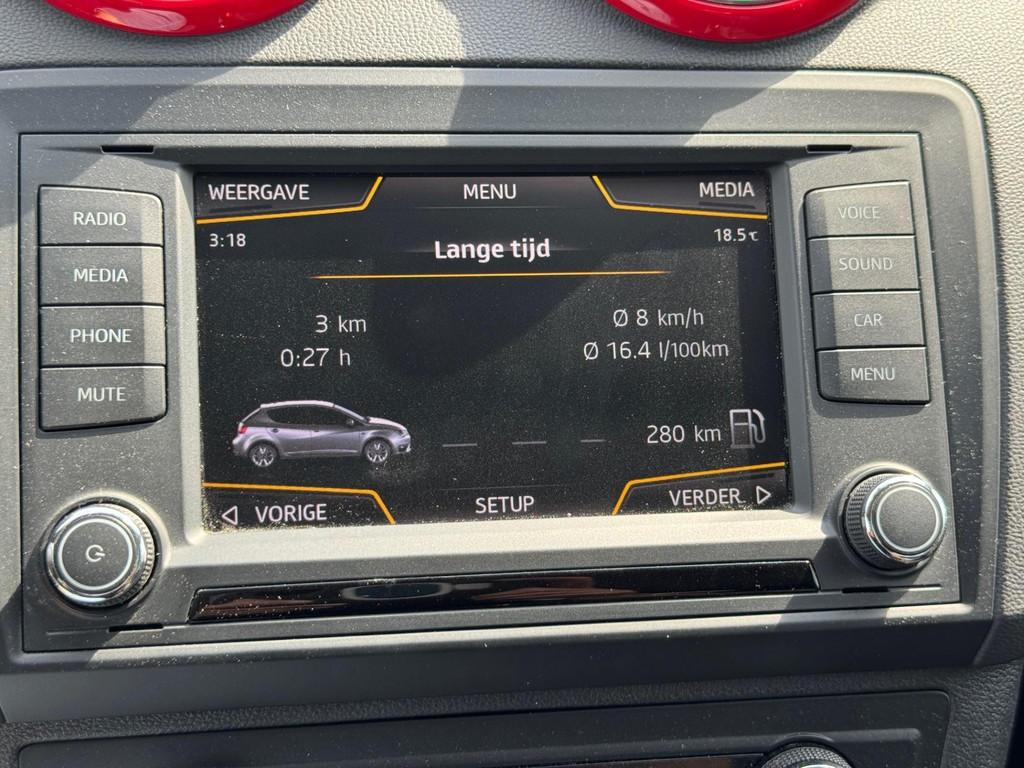 WEERGAVE MENU MEDIA
3:18 18.5°C
Lange tijd
3 km Ø 8 km/h
0:27 h Ø 16.4 l/100km
280 km
VORIGE SETUP VERDER
RADIO
MEDIA
PHONE
MUTE
VOICE
SOUND
CAR
MENU